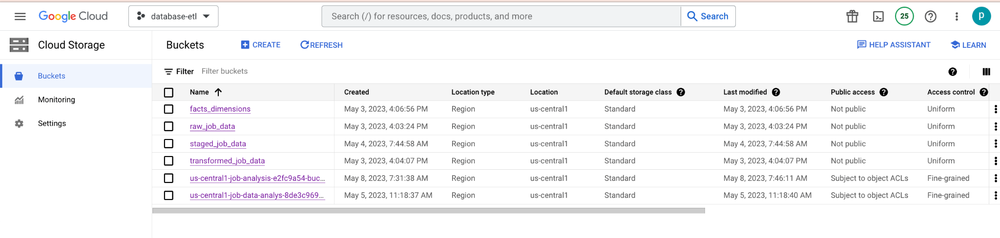 Google Cloud database-etl Search (/) for resources, docs, products, and more Search 25 p
Cloud Storage Buckets CREATE REFRESH HELP ASSISTANT LEARN
Buckets
Monitoring
Settings
Filter Filter buckets
Name Created Location type Location Default storage class Last modified Public access Access control
facts_dimensions May 3, 2023, 4:06:56 PM Region us-central1 Standard May 3, 2023, 4:06:56 PM Not public Uniform
raw_job_data May 3, 2023, 4:03:24 PM Region us-central1 Standard May 3, 2023, 4:03:24 PM Not public Uniform
staged_job_data May 4, 2023, 7:44:58 AM Region us-central1 Standard May 4, 2023, 7:44:58 AM Not public Uniform
transformed_job_data May 3, 2023, 4:04:07 PM Region us-central1 Standard May 3, 2023, 4:04:07 PM Not public Uniform
us-central1-job-analysis-e2fc9a54-buc... May 8, 2023, 7:31:38 AM Region us-central1 Standard May 8, 2023, 7:46:11 AM Subject to object ACLs Fine-grained
us-central1-job-data-analys-8de3c969... May 5, 2023, 11:18:37 AM Region us-central1 Standard May 5, 2023, 11:18:40 AM Subject to object ACLs Fine-grained